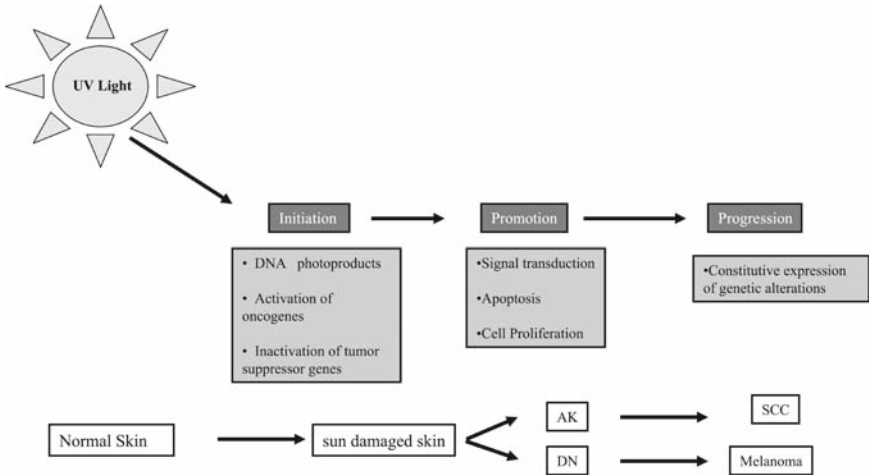 UV Light
Initiation
Promotion
Progression
• DNA photoproducts
• Activation of
oncogenes
• Inactivation of tumor
suppressor genes
•Signal transduction
•Apoptosis
•Cell Proliferation
•Constitutive expression
of genetic alterations
Normal Skin
sun damaged skin
AK
SCC
DN
Melanoma